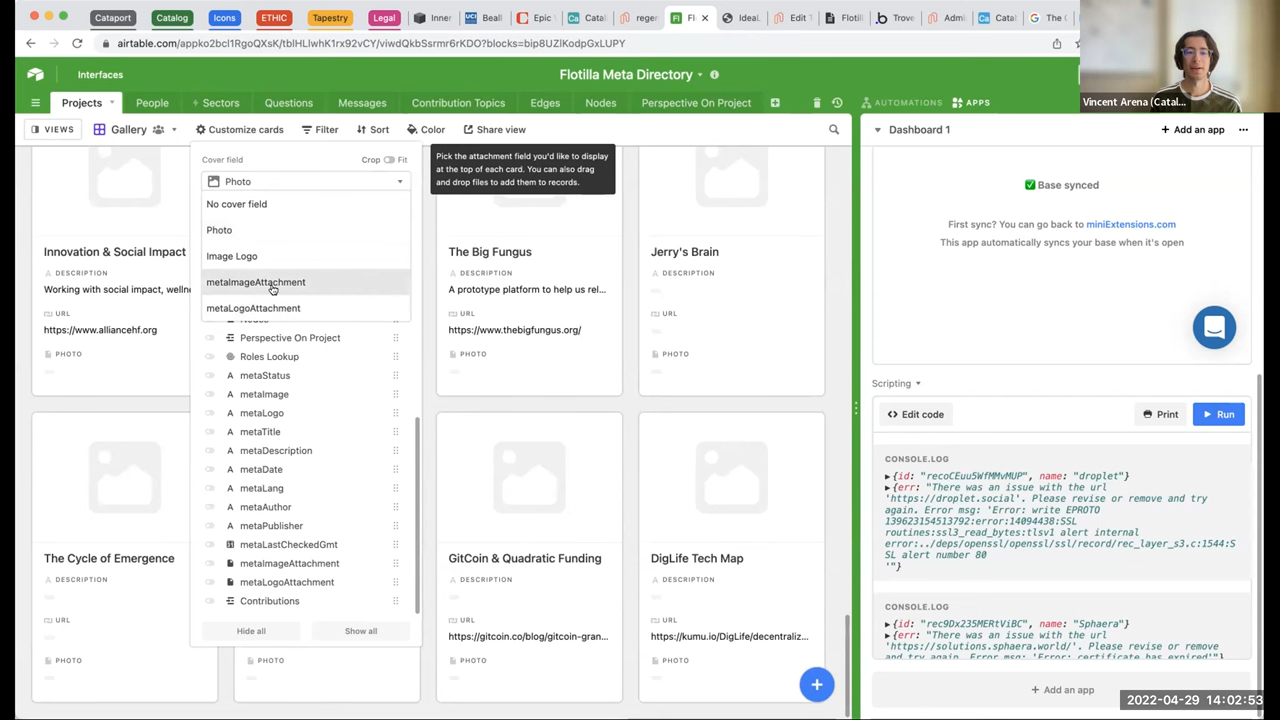 Cataport
Catalog
Icons
ETHIC
Tapestry
Legal
Inner
Beall
Epic
Catal
regen
Fl
Ideal
Edit T
Flotill
Trove
Admi
Catal
The C
airtable.com/appko2bcl1RgoQXsK/tblHLlwhK1rx92vCY/viwdQkbSsrmr6rKDO?blocks=bip8UZlKodpGxLUPY
Interfaces
Flotilla Meta Directory
Projects
People
Sectors
Questions
Messages
Contribution Topics
Edges
Nodes
Perspective On Project
AUTOMATIONS
APPS
Vincent Arena (Catal...
VIEWS
Gallery
Customize cards
Filter
Sort
Color
Share view
Dashboard 1
+ Add an app
Cover field
Crop
Fit
Photo
No cover field
Photo
Image Logo
metaImageAttachment
metaLogoAttachment
Pick the attachment field you'd like to display
at the top of each card. You can also drag
and drop files to add them to records.
Perspective On Project
Roles Lookup
metaStatus
metaImage
metaLogo
metaTitle
metaDescription
metaDate
metaLang
metaAuthor
metaPublisher
metaLastCheckedGmt
metaImageAttachment
metaLogoAttachment
Contributions
Hide all
Show all
Innovation & Social Impact
DESCRIPTION
Working with social impact, welln
URL
https://www.alliancehf.org
PHOTO
The Big Fungus
DESCRIPTION
A prototype platform to help us rel...
URL
https://www.thebigfungus.org/
PHOTO
Jerry's Brain
DESCRIPTION
URL
PHOTO
The Cycle of Emergence
DESCRIPTION
URL
PHOTO
PHOTO
GitCoin & Quadratic Funding
DESCRIPTION
URL
https://gitcoin.co/blog/gitcoin-gran...
PHOTO
DigLife Tech Map
DESCRIPTION
URL
https://kumu.io/DigLife/decentraliz...
PHOTO
Base synced
First sync? You can go back to miniExtensions.com
This app automatically syncs your base when it's open
Scripting
Edit code
Print
Run
CONSOLE.LOG
{id: "recoCEuu5WfMMvMUP", name: "droplet"}
{err: "There was an issue with the url
'https://droplet.social'. Please revise or remove and try
again. Error msg: 'Error: write EPROTO
139623154513792:error:14094438:SSL
routines:ssl3_read_bytes:tlsv1 alert internal
error:../deps/openssl/openssl/ssl/record/rec_layer_s3.c:1544:S
SL alert number 80
'"}
CONSOLE.LOG
{id: "rec9Dx235MERtViBC", name: "Sphaera"}
{err: "There was an issue with the url
'https://solutions.sphaera.world/'. Please revise or
remove and try again. Error msg: 'Error: certificate has expired'"}
+ Add an app
2022-04-29 14:02:53